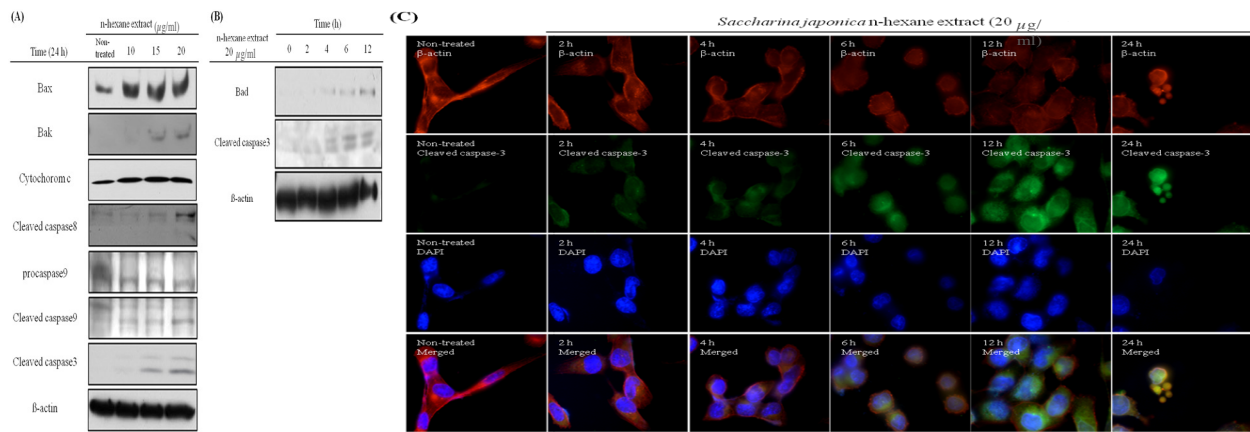 (A)
n-hexane extract (µg/ml)
Time (24 h)
Non-
treated
10 15 20
Bax
Bak
Cytochorom c
Cleaved caspase8
procaspase9
Cleaved caspase9
Cleaved caspase3
ß-actin
(B)
Time (h)
n-hexane extract
20 µg/ml
0 2 4 6 12
Bad
Cleaved caspase3
ß-actin
(C)
Saccharina japonica n-hexane extract (20 µg/
ml)
Non-treated
β-actin
2 h
β-actin
4 h
β-actin
6 h
β-actin
12 h
β-actin
24 h
β-actin
Non-treated
Cleaved caspase-3
2 h
Cleaved caspase-3
4 h
Cleaved caspase-3
6 h
Cleaved caspase-3
12 h
Cleaved caspase-3
24 h
Cleaved caspase-3
Non-treated
DAPI
2 h
DAPI
4 h
DAPI
6 h
DAPI
12 h
DAPI
24 h
DAPI
Non-treated
Merged
2 h
Merged
4 h
Merged
6 h
Merged
12 h
Merged
24 h
Merged